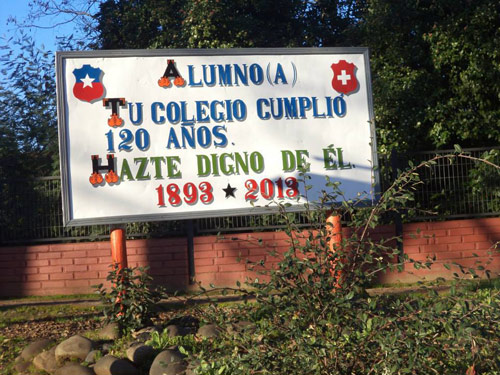 ALUMNO(A)
TU COLEGIO CUMPLIÓ
120 AÑOS.
HAZTE DIGNO DE ÉL.
1893 ★ 2013